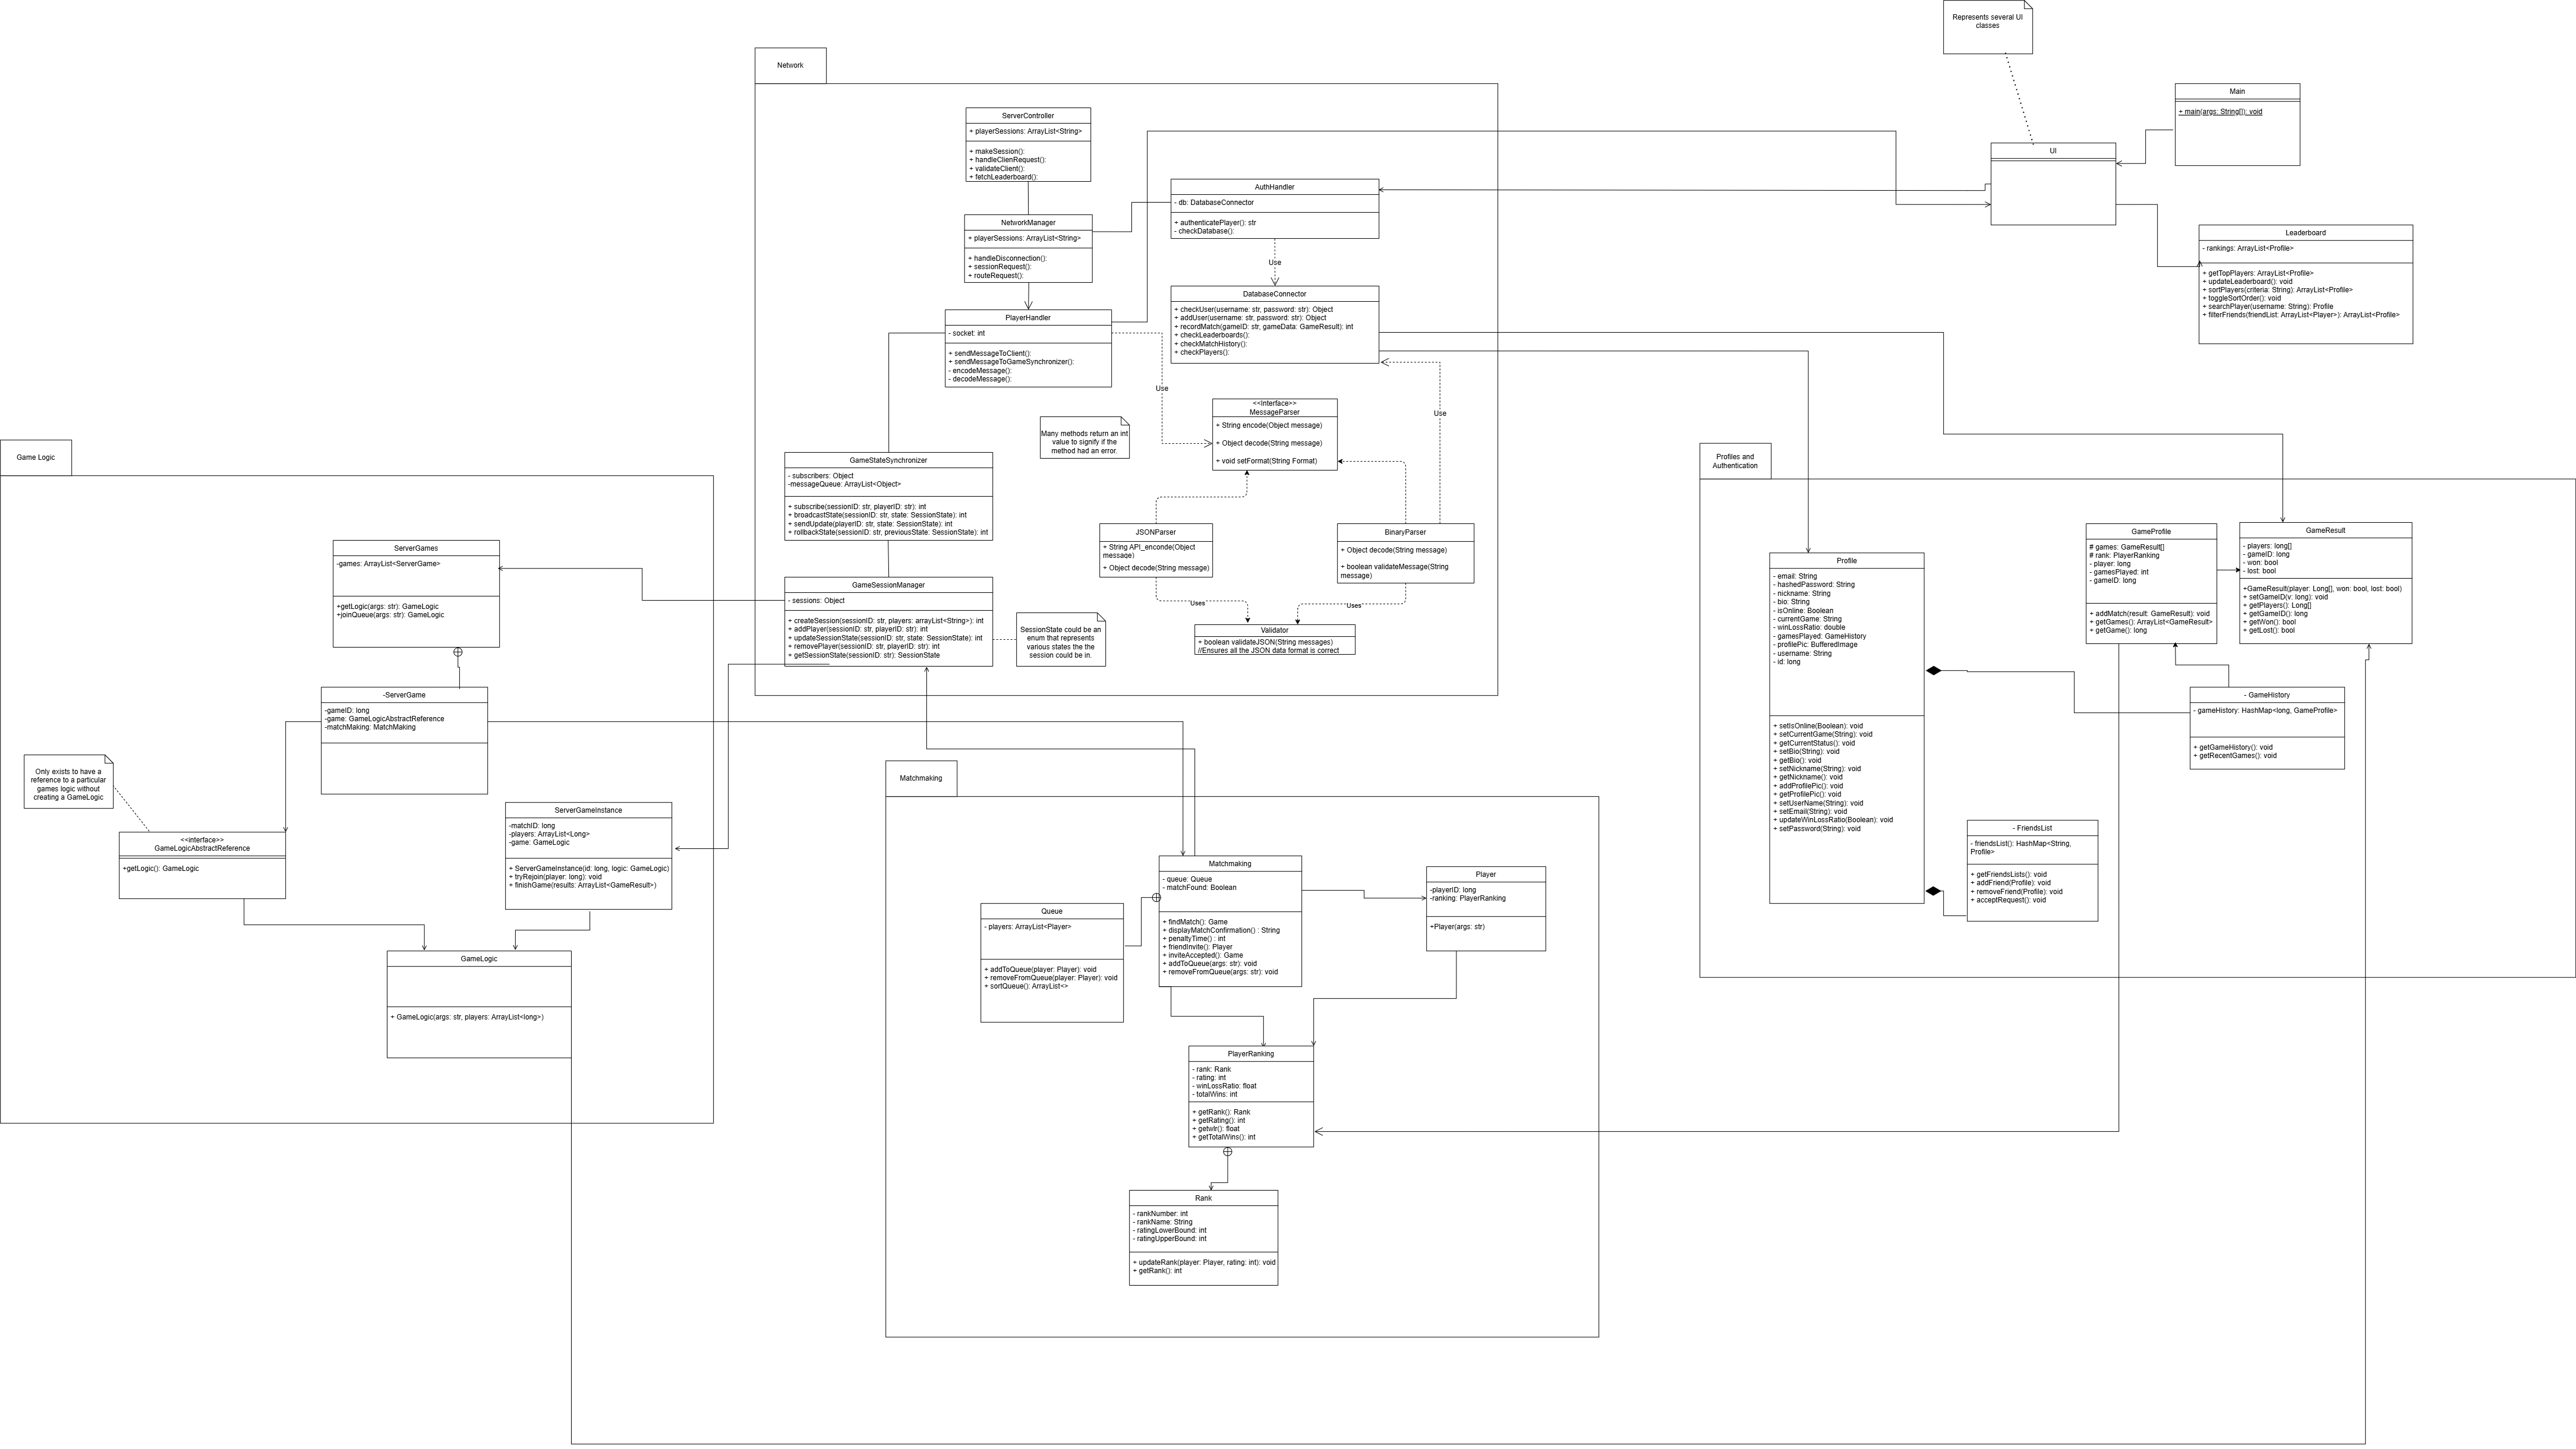 Represents several UI
classes
Network
Main
+ main(args: String[]): void
ServerController
+ playerSessions: ArrayList<String>
+ makeSession():
+ handleClienRequest():
+ validateClient():
+ fetchLeaderboard():
UI
AuthHandler
- db: DatabaseConnector
+ authenticatePlayer(): str
- checkDatabase():
NetworkManager
+ playerSessions: ArrayList<String>
+ handleDisconnection():
+ sessionRequest():
+ routeRequest():
Leaderboard
- rankings: ArrayList<Profile>
+ getTopPlayers: ArrayList<Profile>
+ updateLeaderboard(): void
+ sortPlayers(criteria: String): ArrayList<Profile>
+ toggleSortOrder(): void
+ searchPlayer(username: String): Profile
+ filterFriends(friendList: ArrayList<Player>): ArrayList<Profile>
Use
DatabaseConnector
+ checkUser(username: str, password: str): Object
+ addUser(username: str, password: str): Object
+ recordMatch(gameID: str, gameData: GameResult): int
+ checkLeaderboards():
+ checkMatchHistory():
+ checkPlayers():
PlayerHandler
- socket: int
+ sendMessageToClient():
+ sendMessageToGameSynchronizer():
- encodeMessage():
- decodeMessage():
Use
Use
<<Interface>>
MessageParser
+ String encode(Object message)
+ Object decode(String message)
+ void setFormat(String Format)
Many methods return an int
value to signify if the
method had an error.
Game Logic
Profiles and
Authentication
GameStateSynchronizer
- subscribers: Object
-messageQueue: ArrayList<Object>
+ subscribe(sessionID: str, playerID: str): int
+ broadcastState(sessionID: str, state: SessionState): int
+ sendUpdate(playerID: str, state: SessionState): int
+ rollbackState(sessionID: str, previousState: SessionState): int
JSONParser
+ String API_enconde(Object
message)
+ Object decode(String message)
BinaryParser
+ Object decode(String message)
+ boolean validateMessage(String
message)
GameProfile
# games: GameResult[]
# rank: PlayerRanking
- player: long
- gamesPlayed: int
- gameID: long
+ addMatch(result: GameResult): void
+ getGames(): ArrayList<GameResult>
+ getGame(): long
GameResult
- players: long[]
- gameID: long
- won: bool
- lost: bool
+GameResult(player: Long[], won: bool, lost: bool)
+ setGameID(v: long): void
+ getPlayers(): Long[]
+ getGameID(): long
+ getWon(): bool
+ getLost(): bool
ServerGames
-games: ArrayList<ServerGame>
+getLogic(args: str): GameLogic
+joinQueue(args: str): GameLogic
Profile
- email: String
- hashedPassword: String
- nickname: String
- bio: String
- isOnline: Boolean
- currentGame: String
- winLossRatio: double
- gamesPlayed: GameHistory
- profilePic: BufferedImage
- username: String
- id: long
+ setIsOnline(Boolean): void
+ setCurrentGame(String): void
+ getCurrentStatus(): void
+ setBio(String): void
+ getBio(): void
+ setNickname(String): void
+ getNickname(): void
+ addProfilePic(): void
+ getProfilePic(): void
+ setUserName(String): void
+ setEmail(String): void
+ updateWinLossRatio(Boolean): void
+ setPassword(String): void
GameSessionManager
- sessions: Object
+ createSession(sessionID: str, players: arrayList<String>): int
+ addPlayer(sessionID: str, playerID: str): int
+ updateSessionState(sessionID: str, state: SessionState): int
+ removePlayer(sessionID: str, playerID: str): int
+ getSessionState(sessionID: str): SessionState
SessionState could be an
enum that represents
various states the the
session could be in.
Uses
Uses
Validator
+ boolean validateJSON(String messages)
//Ensures all the JSON data format is correct
-ServerGame
-gameID: long
-game: GameLogicAbstractReference
-matchMaking: MatchMaking
- GameHistory
- gameHistory: HashMap<long, GameProfile>
+ getGameHistory(): void
+ getRecentGames(): void
Only exists to have a
reference to a particular
games logic without
creating a GameLogic
Matchmaking
ServerGameInstance
-matchID: long
-players: ArrayList<Long>
-game: GameLogic
+ ServerGameInstance(id: long, logic: GameLogic)
+ tryRejoin(player: long): void
+ finishGame(results: ArrayList<GameResult>)
- FriendsList
- friendsList(): HashMap<String,
Profile>
+ getFriendsLists(): void
+ addFriend(Profile): void
+ removeFriend(Profile): void
+ acceptRequest(): void
<<interface>>
GameLogicAbstractReference
+getLogic(): GameLogic
Matchmaking
- queue: Queue
- matchFound: Boolean
+ findMatch(): Game
+ displayMatchConfirmation() : String
+ penaltyTime() : int
+ friendInvite(): Player
+ inviteAccepted(): Game
+ addToQueue(args: str): void
+ removeFromQueue(args: str): void
Player
-playerID: long
-ranking: PlayerRanking
+Player(args: str)
Queue
- players: ArrayList<Player>
+ addToQueue(player: Player): void
+ removeFromQueue(player: Player): void
+ sortQueue(): ArrayList<>
GameLogic
+ GameLogic(args: str, players: ArrayList<long>)
PlayerRanking
- rank: Rank
- rating: int
- winLossRatio: float
- totalWins: int
+ getRank(): Rank
+ getRating(): int
+ getwlr(): float
+ getTotalWins(): int
Rank
- rankNumber: int
- rankName: String
- ratingLowerBound: int
- ratingUpperBound: int
+ updateRank(player: Player, rating: int): void
+ getRank(): int